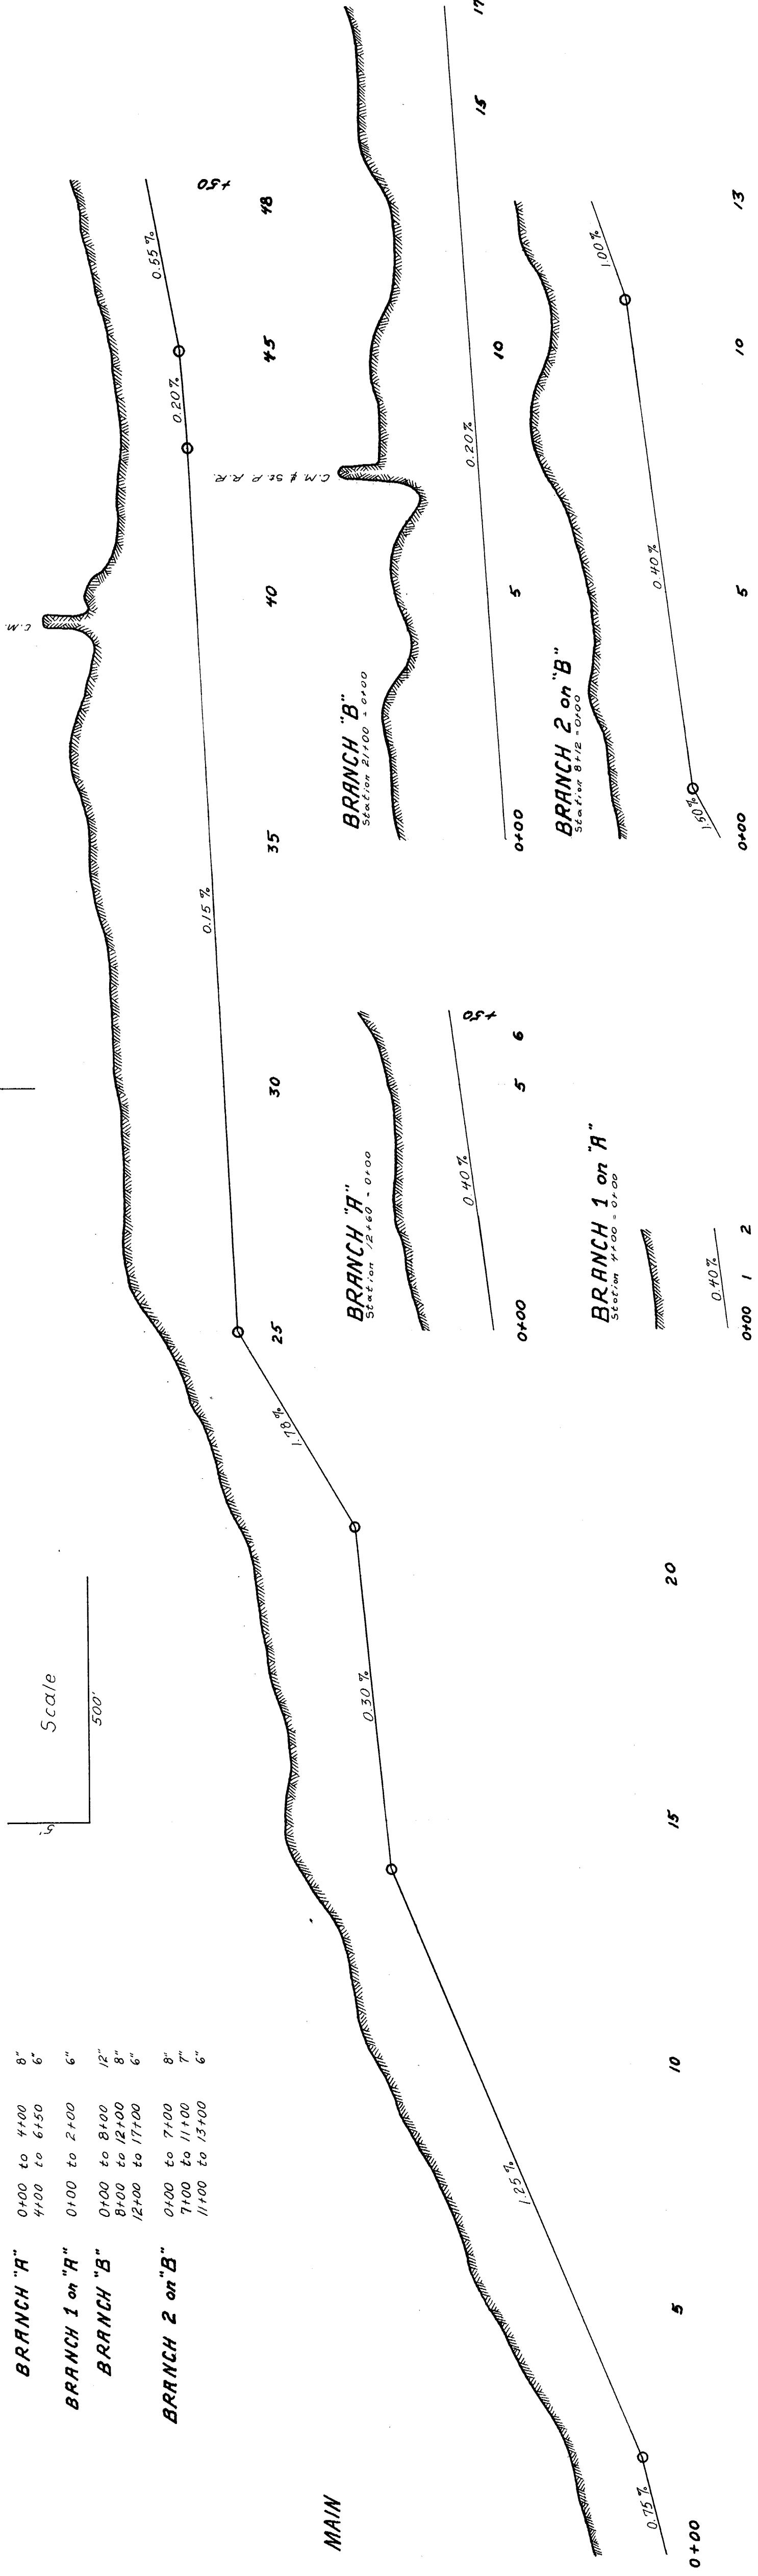 BRANCH "A" 0+00 to 4+00 8"
4+00 to 6+50 6"
BRANCH 1 on "A" 0+00 to 2+00 6"
BRANCH "B" 0+00 to 8+00 12"
8+00 to 12+00 8"
12+00 to 17+00 6"
BRANCH 2 on "B" 0+00 to 7+00 8"
7+00 to 11+00 7"
11+00 to 13+00 6"
Scale
5'
500'
C.M.
MAIN
0.75 %
1.25 %
0.30 %
1.78 %
0.15 %
0.20 %
0.55 %
0+00
5
10
15
20
25
30
35
40
45
48
+50
BRANCH "A"
Station 12+60 = 0+00
0.40 %
0+00
5
6
+50
BRANCH "B"
Station 21+00 = 0+00
C.M. & St. P. R.R.
0.20 %
0+00
5
10
15
17
BRANCH 1 on "A"
Station 4+00 = 0+00
0.40 %
0+00
1
2
BRANCH 2 on "B"
Station 8+12 = 0+00
1.50 %
0.40 %
1.00 %
0+00
5
10
13